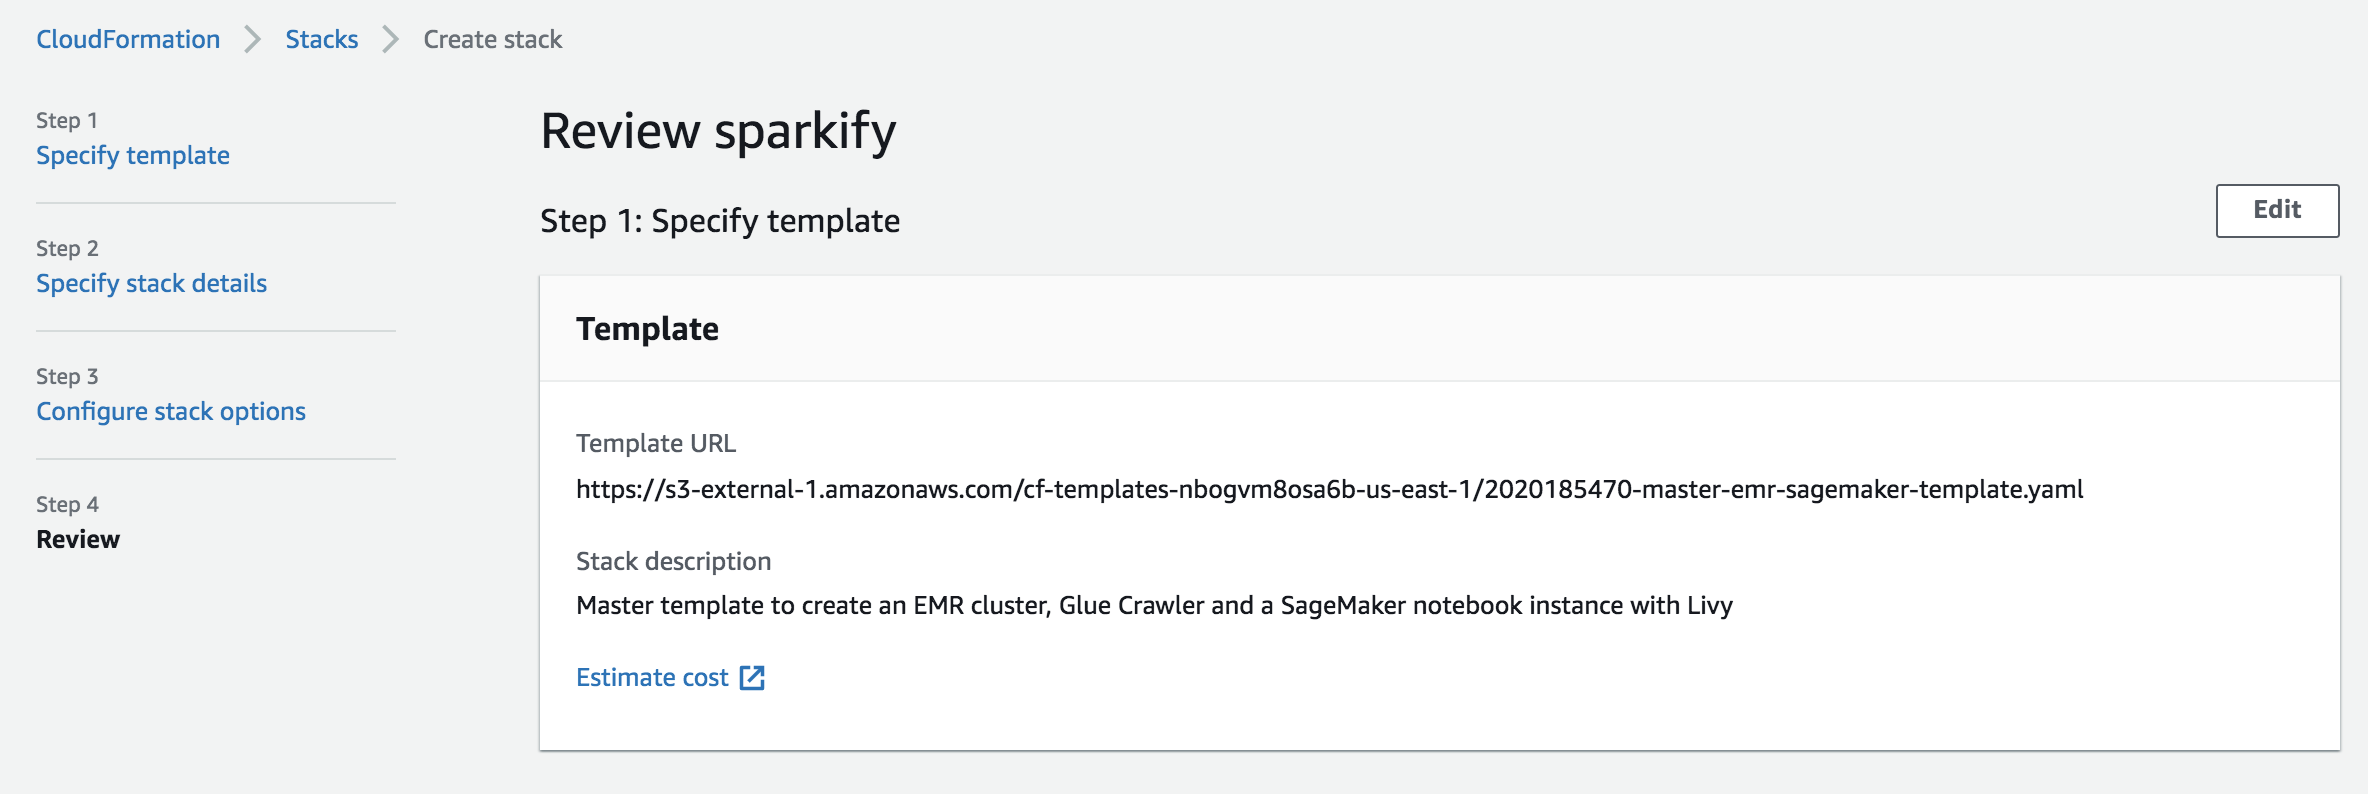 CloudFormation Stacks Create stack
Step 1
Specify template
Step 2
Specify stack details
Step 3
Configure stack options
Step 4
Review
Review sparkify
Step 1: Specify template
Edit
Template
Template URL
https://s3-external-1.amazonaws.com/cf-templates-nbogvm8osa6b-us-east-1/2020185470-master-emr-sagemaker-template.yaml
Stack description
Master template to create an EMR cluster, Glue Crawler and a SageMaker notebook instance with Livy
Estimate cost